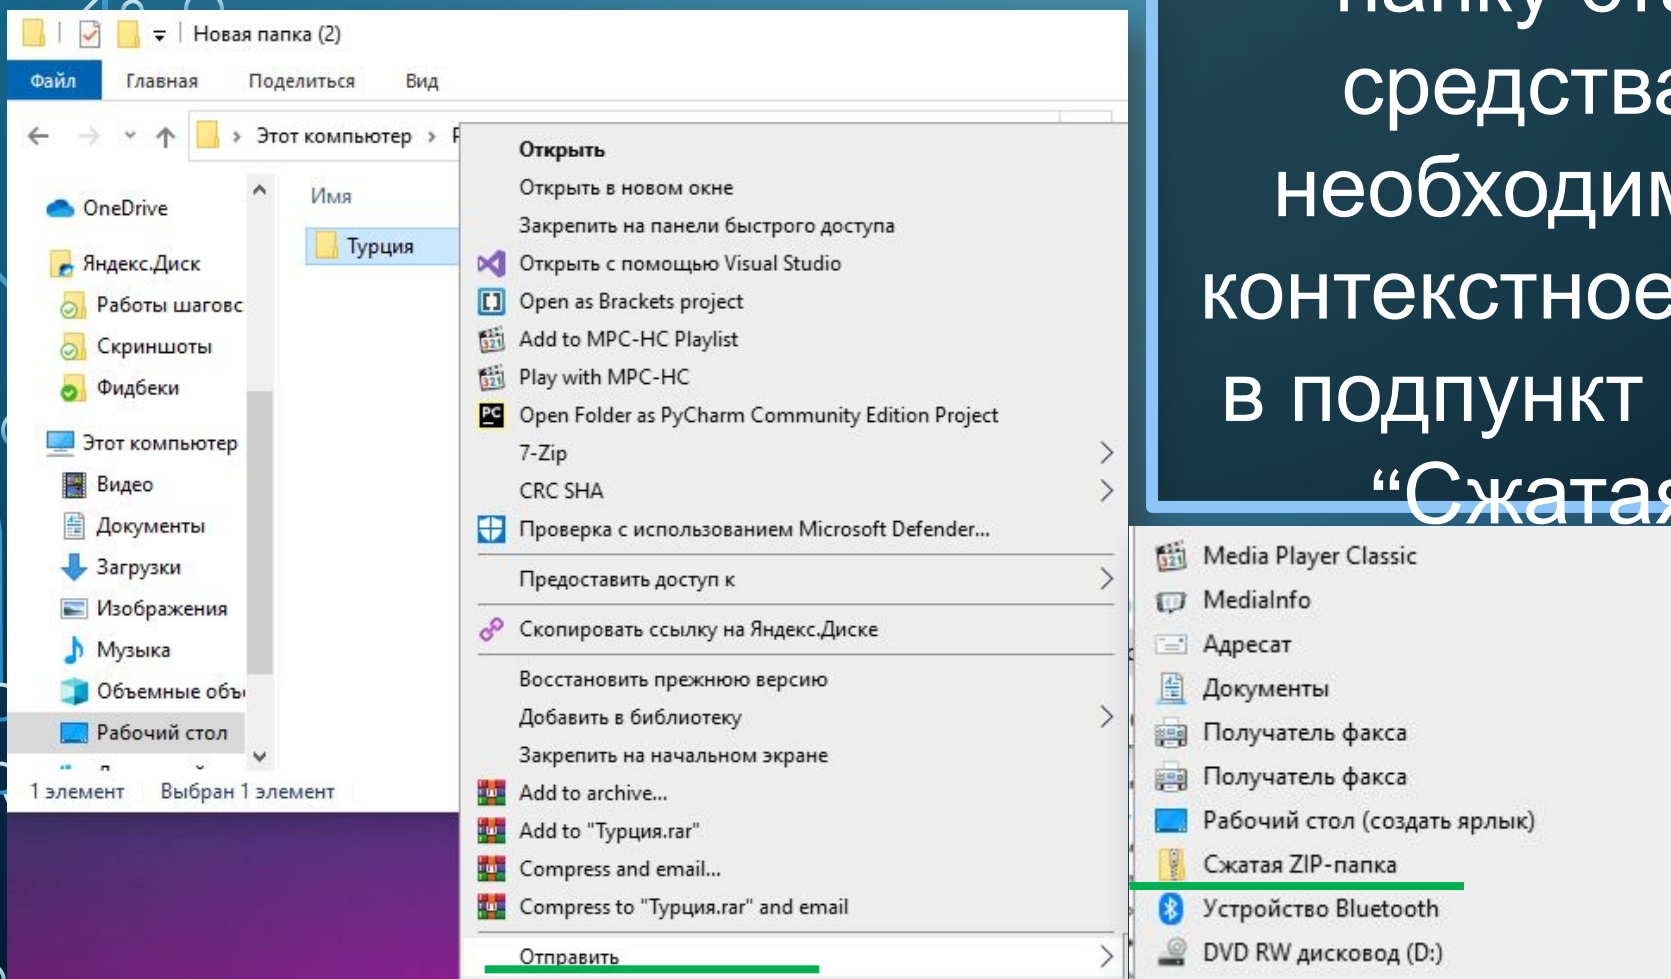 Новая папка (2)
Файл Главная Поделиться Вид
Этот компьютер
OneDrive
Яндекс.Диск
Работы шаговс
Скриншоты
Фидбеки
Этот компьютер
Видео
Документы
Загрузки
Изображения
Музыка
Объемные объ
Рабочий стол
Имя
Турция
1 элемент Выбран 1 элемент
Открыть
Открыть в новом окне
Закрепить на панели быстрого доступа
Открыть с помощью Visual Studio
Open as Brackets project
Add to MPC-HC Playlist
Play with MPC-HC
Open Folder as PyCharm Community Edition Project
7-Zip
CRC SHA
Проверка с использованием Microsoft Defender...
Предоставить доступ к
Скопировать ссылку на Яндекс.Диске
Восстановить прежнюю версию
Добавить в библиотеку
Закрепить на начальном экране
Add to archive...
Add to "Турция.rar"
Compress and email...
Compress to "Турция.rar" and email
Отправить
средства
необходим
контекстное
в подпункт
“Сжатая
Media Player Classic
MediaInfo
Адресат
Документы
Получатель факса
Получатель факса
Рабочий стол (создать ярлык)
Сжатая ZIP-папка
Устройство Bluetooth
DVD RW дисковод (D:)